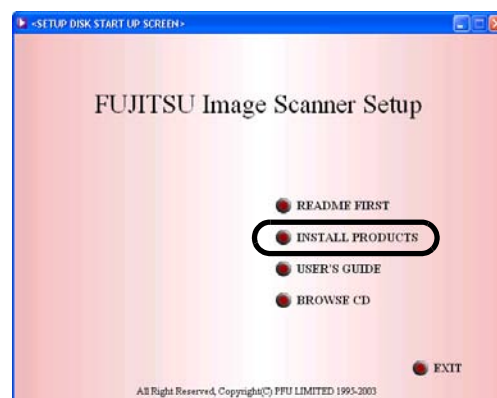 <SETUP DISK START UP SCREEN>
FUJITSU Image Scanner Setup
README FIRST
INSTALL PRODUCTS
USER'S GUIDE
BROWSE CD
EXIT
All Right Reserved, Copyright(C) PFU LIMITED 1995-2003